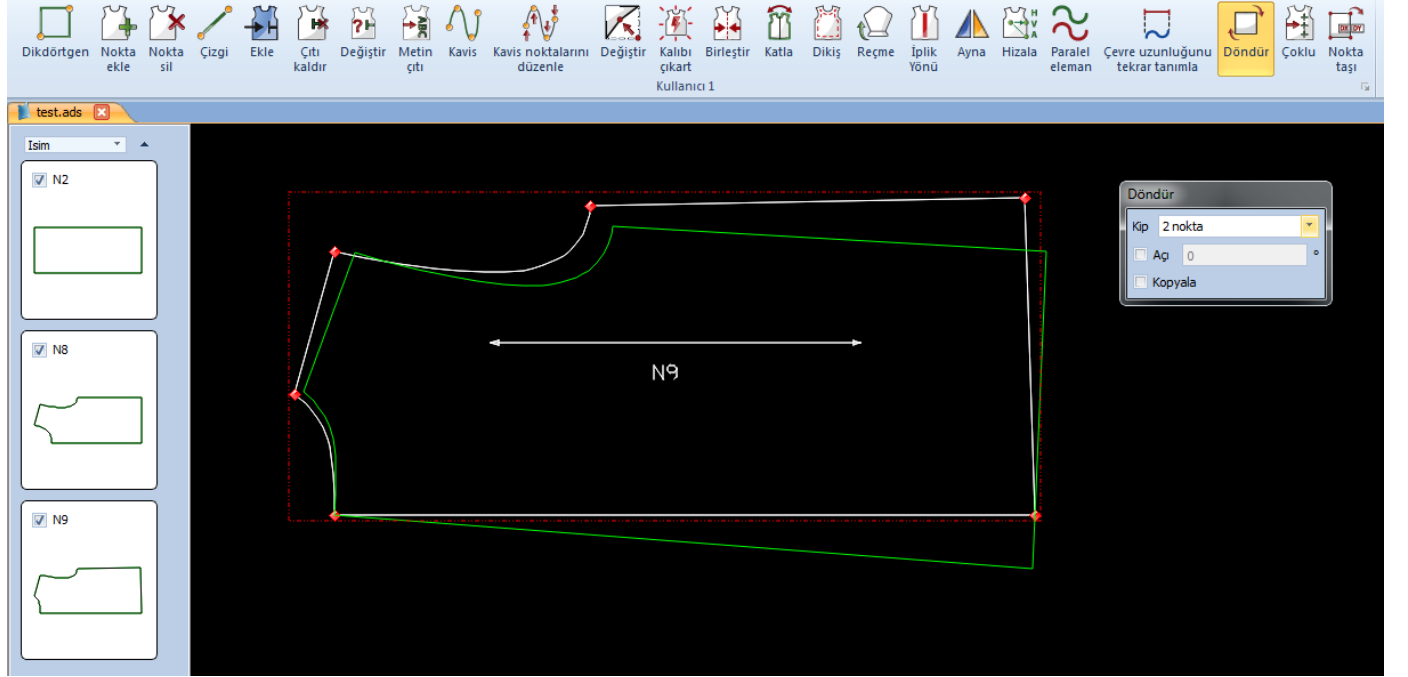 Dikdörtgen Nokta Nokta Çizgi Ekle Çıtı Değiştir Metin Kavis Kavis noktalarını Değiştir Kalıbı Birleştir Katla Dikiş Reçme İplik Ayna Hizala Paralel Çevre uzunluğunu Döndür Çoklu Nokta
ekle sil kaldır çıtı düzenle çıkart Yönü eleman tekrar tanımla taşı
Kullanıcı 1
test.ads
Isim
N2
N8
N9
N9
Döndür
Kip 2 nokta
Açı 0 °
Kopyala